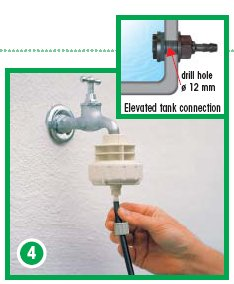 drill hole
ø 12 mm
Elevated tank connection
4